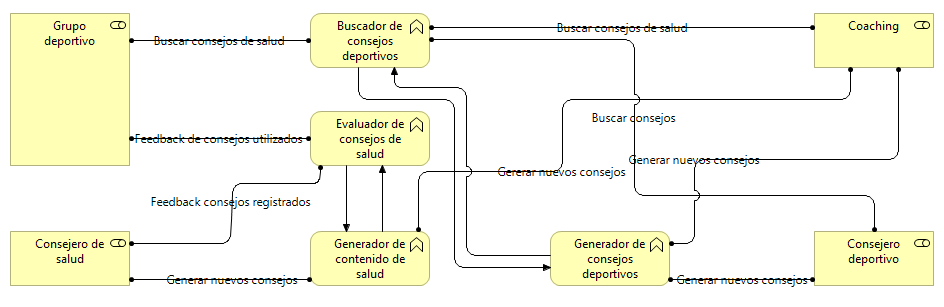 Grupo
deportivo
Buscar consejos de salud
Buscador de
consejos
deportivos
Buscar consejos de salud
Coaching
Feedback de consejos utilizados
Evaluador de
consejos de
salud
Buscar consejos
Generar nuevos consejos
Gererar nuevos consejos
Feedback consejos registrados
Consejero de
salud
Generar nuevos consejos
Generador de
contenido de
salud
Generador de
consejos
deportivos
Generar nuevos consejos
Consejero
deportivo